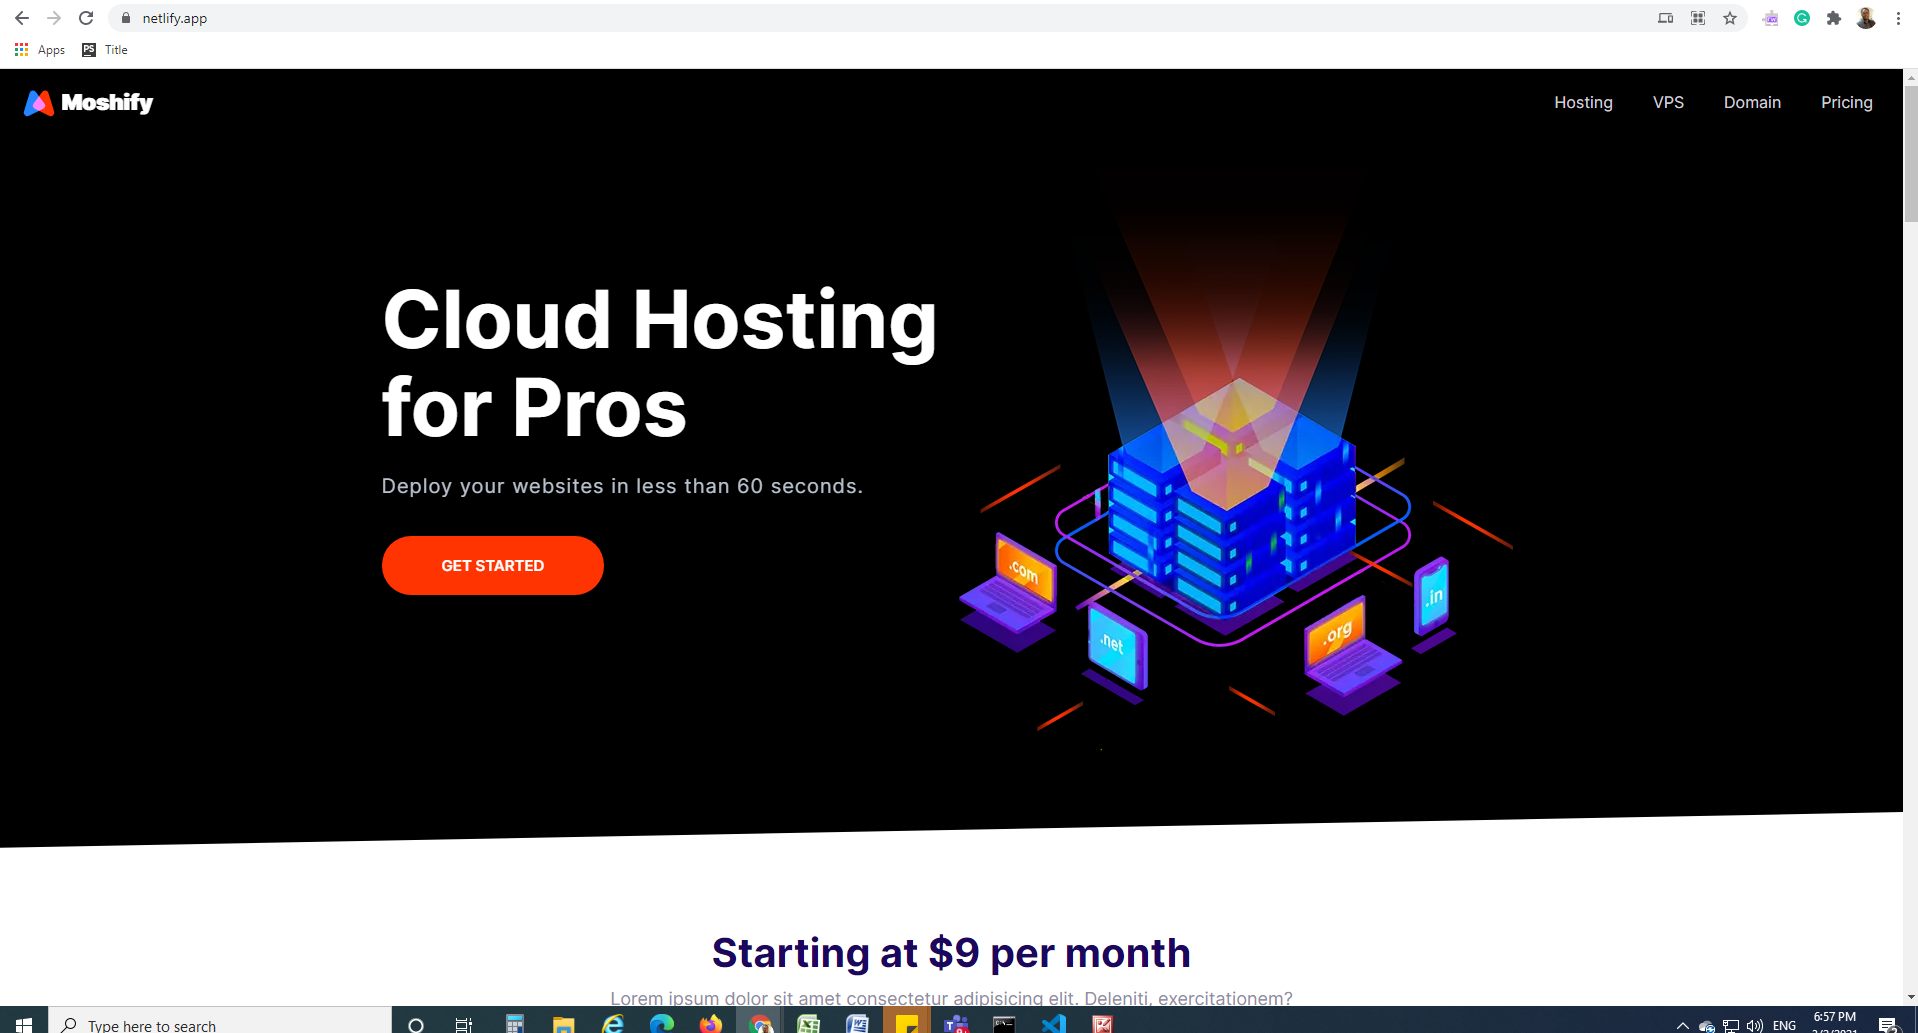 netlify.app
Apps
PS Title
Moshify
Hosting VPS Domain Pricing
Cloud Hosting
for Pros
Deploy your websites in less than 60 seconds.
GET STARTED
.com
.net
.org
.in
Starting at $9 per month
Lorem ipsum dolor sit amet consectetur adipisicing elit. Deleniti, exercitationem?
Type here to search
ENG
6:57 PM